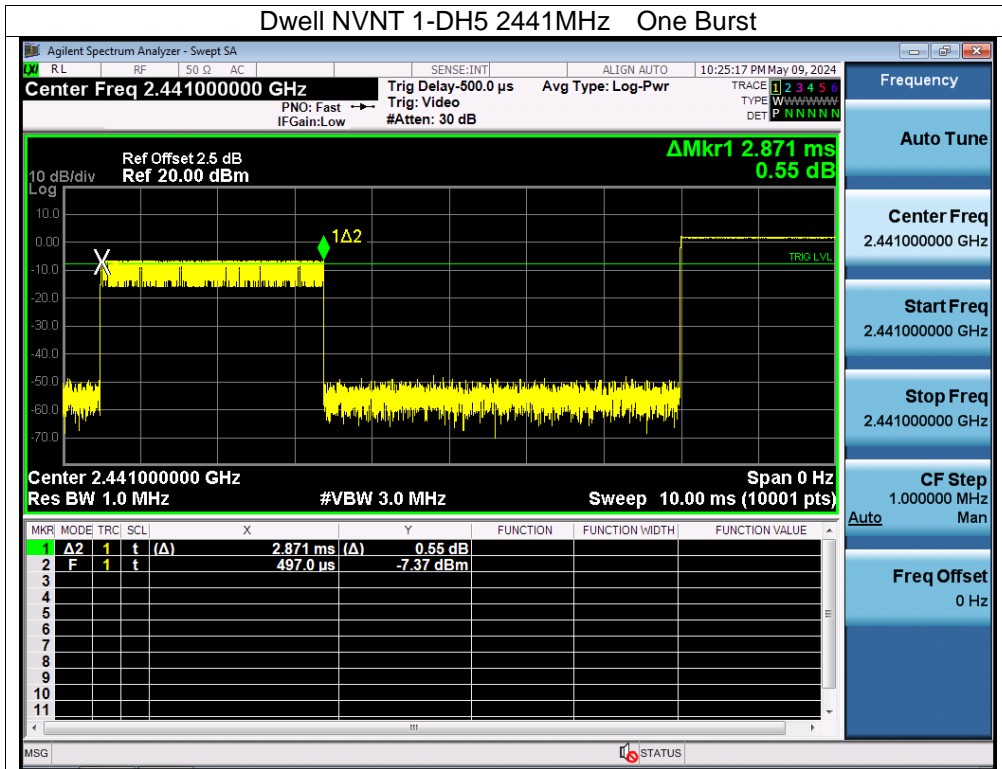 Dwell NVNT 1-DH5 2441MHz One Burst
Agilent Spectrum Analyzer - Swept SA
LXI RL RF 50 Ω AC SENSE:INT ALIGN AUTO 10:25:17 PM May 09, 2024
Center Freq 2.441000000 GHz
PNO: Fast
IFGain:Low
Trig Delay-500.0 µs
Trig: Video
#Atten: 30 dB
Avg Type: Log-Pwr
TRACE 1 2 3 4 5 6
TYPE WWWWWW
DET P N N N N N
Frequency
Auto Tune
Center Freq
2.441000000 GHz
Start Freq
2.441000000 GHz
Stop Freq
2.441000000 GHz
CF Step
1.000000 MHz
Auto Man
Freq Offset
0 Hz
ΔMkr1 2.871 ms
0.55 dB
Ref Offset 2.5 dB
10 dB/div Ref 20.00 dBm
Log
10.0
0.00
-10.0
-20.0
-30.0
-40.0
-50.0
-60.0
-70.0
1Δ2
X
TRIG LVL
Center 2.441000000 GHz Span 0 Hz
Res BW 1.0 MHz #VBW 3.0 MHz Sweep 10.00 ms (10001 pts)
MKR MODE TRC SCL X Y FUNCTION FUNCTION WIDTH FUNCTION VALUE
1 Δ2 1 t (Δ) 2.871 ms (Δ) 0.55 dB
2 F 1 t 497.0 µs -7.37 dBm
3
4
5
6
7
8
9
10
11
MSG STATUS